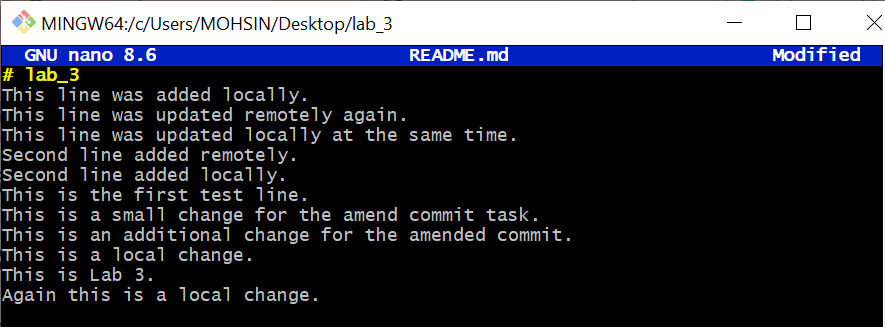 MINGW64:/c/Users/MOHSIN/Desktop/lab_3
GNU nano 8.6 README.md Modified
# lab_3
This line was added locally.
This line was updated remotely again.
This line was updated locally at the same time.
Second line added remotely.
Second line added locally.
This is the first test line.
This is a small change for the amend commit task.
This is an additional change for the amended commit.
This is a local change.
This is Lab 3.
Again this is a local change.